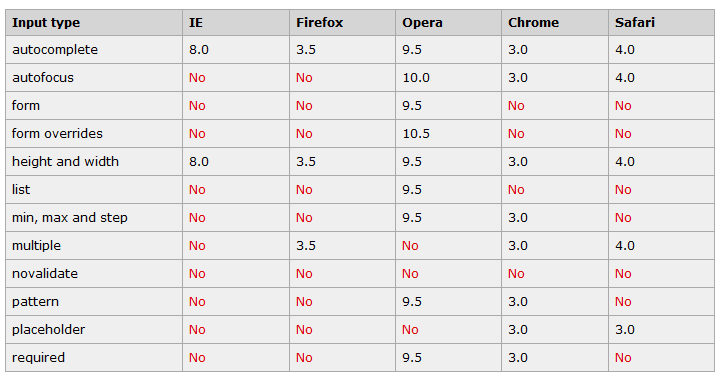 Input type IE Firefox Opera Chrome Safari
autocomplete 8.0 3.5 9.5 3.0 4.0
autofocus No No 10.0 3.0 4.0
form No No 9.5 No No
form overrides No No 10.5 No No
height and width 8.0 3.5 9.5 3.0 4.0
list No No 9.5 No No
min, max and step No No 9.5 3.0 No
multiple No 3.5 No 3.0 4.0
novalidate No No No No No
pattern No No 9.5 3.0 No
placeholder No No No 3.0 3.0
required No No 9.5 3.0 No